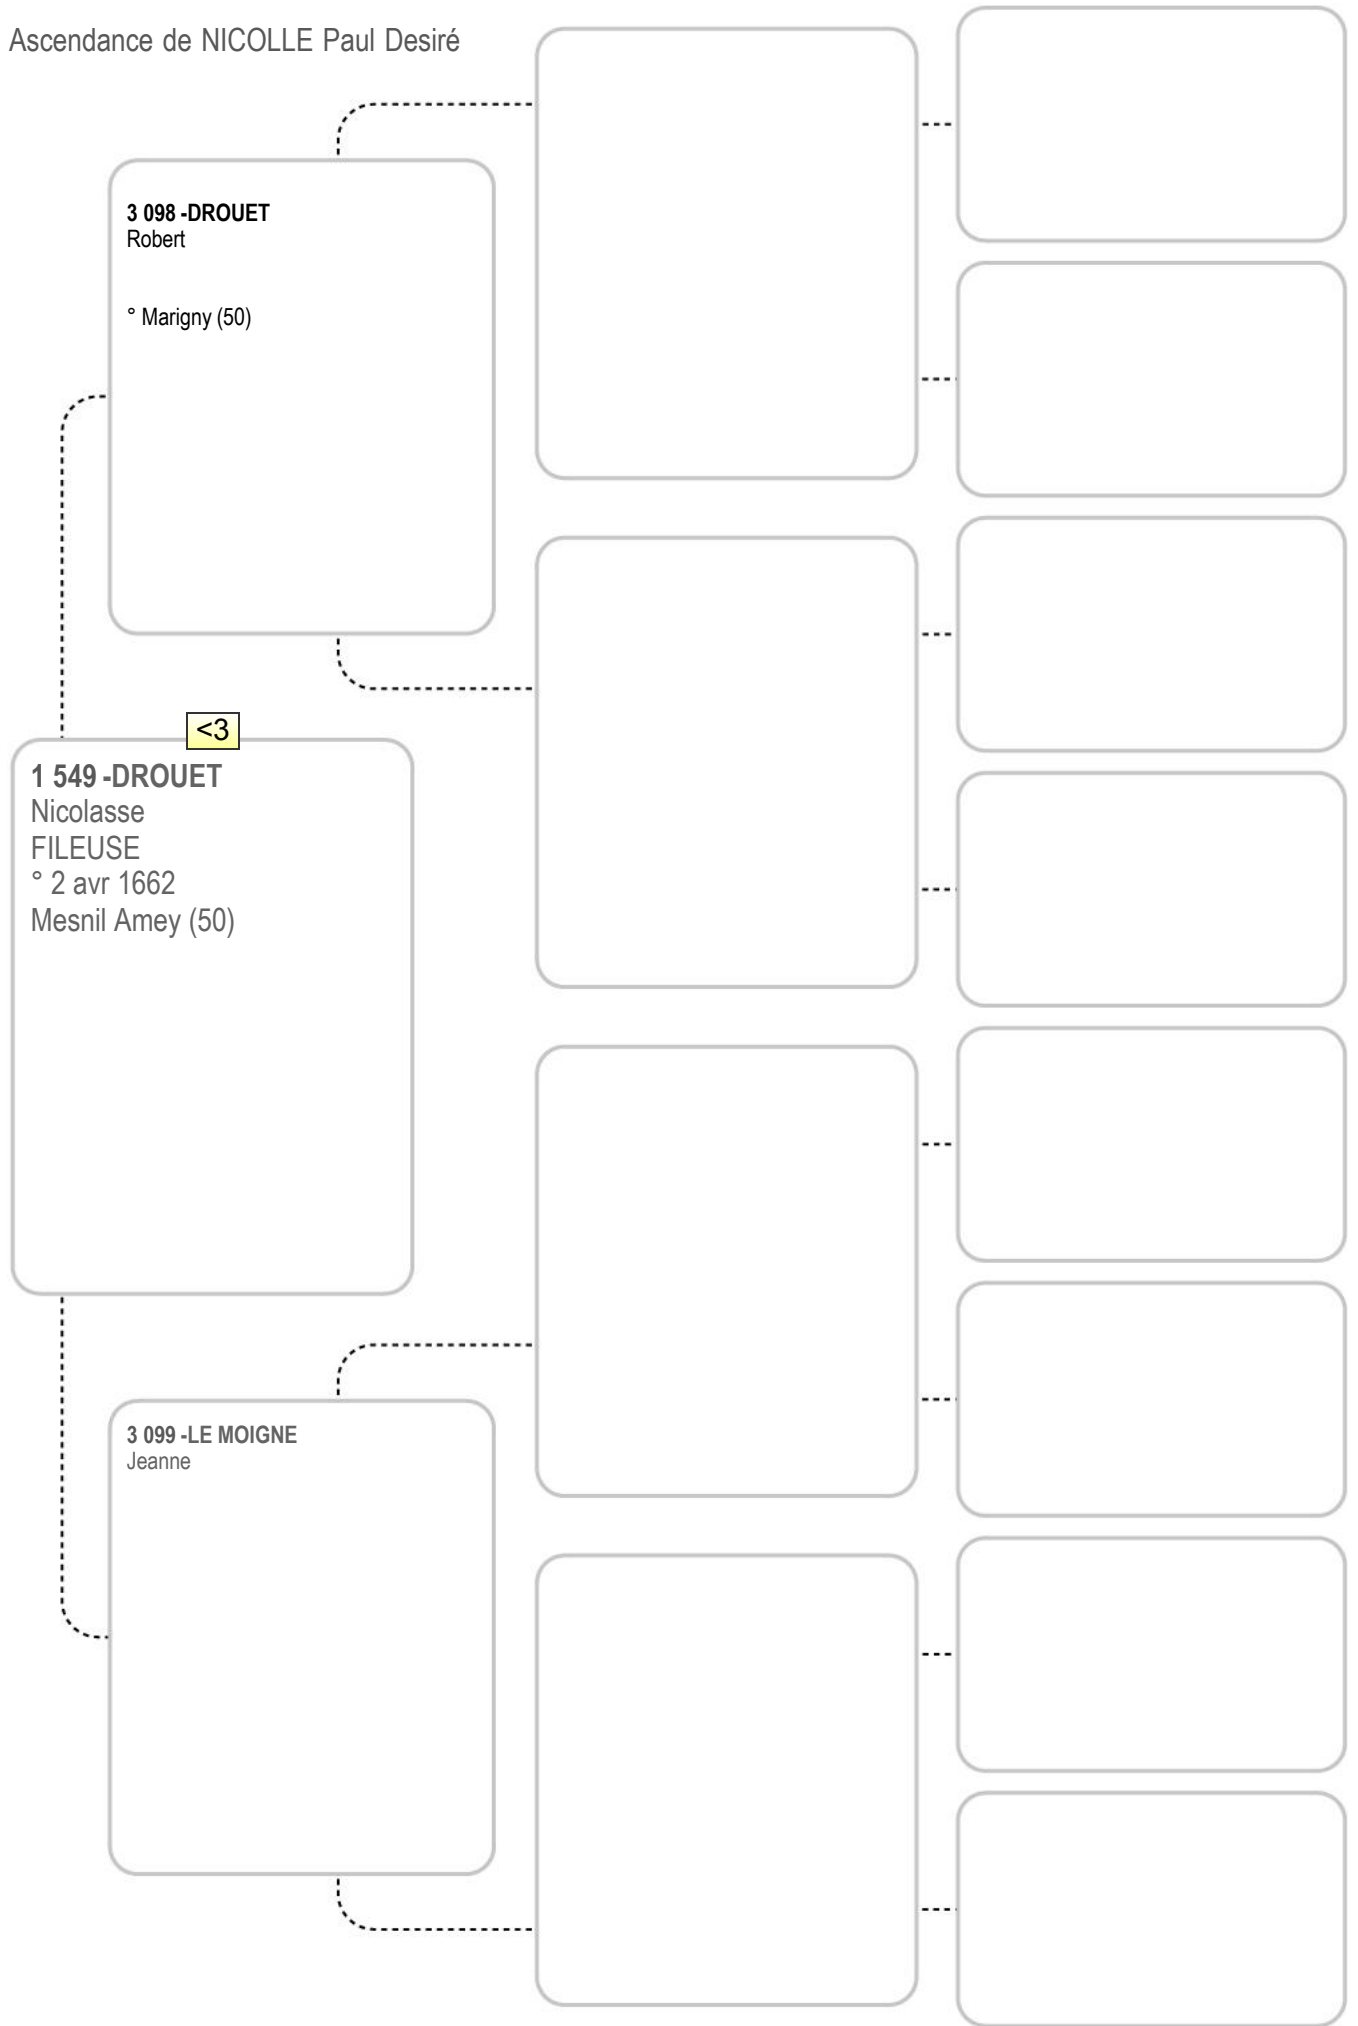 Ascendance de NICOLLE Paul Desiré
3 098 -DROUET
Robert
° Marigny (50)
<3
1 549 -DROUET
Nicolasse
FILEUSE
° 2 avr 1662
Mesnil Amey (50)
3 099 -LE MOIGNE
Jeanne